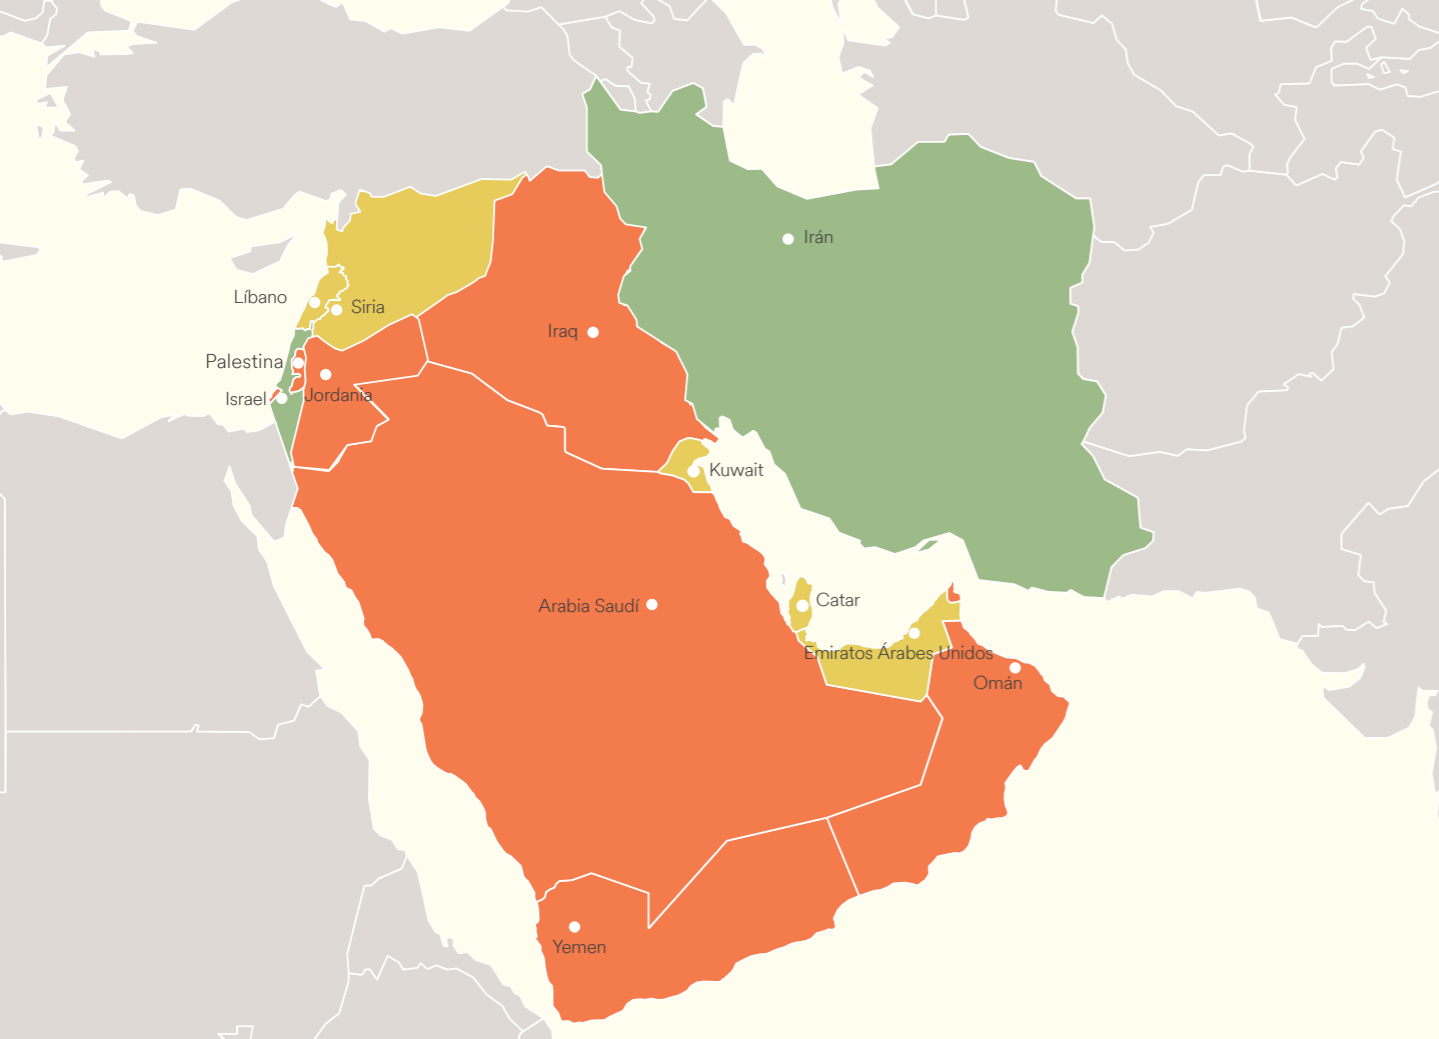 Irán
Líbano
Siria
Iraq
Palestina
Israel
Jordania
Kuwait
Arabia Saudí
Catar
Emiratos Árabes Unidos
Omán
Yemen